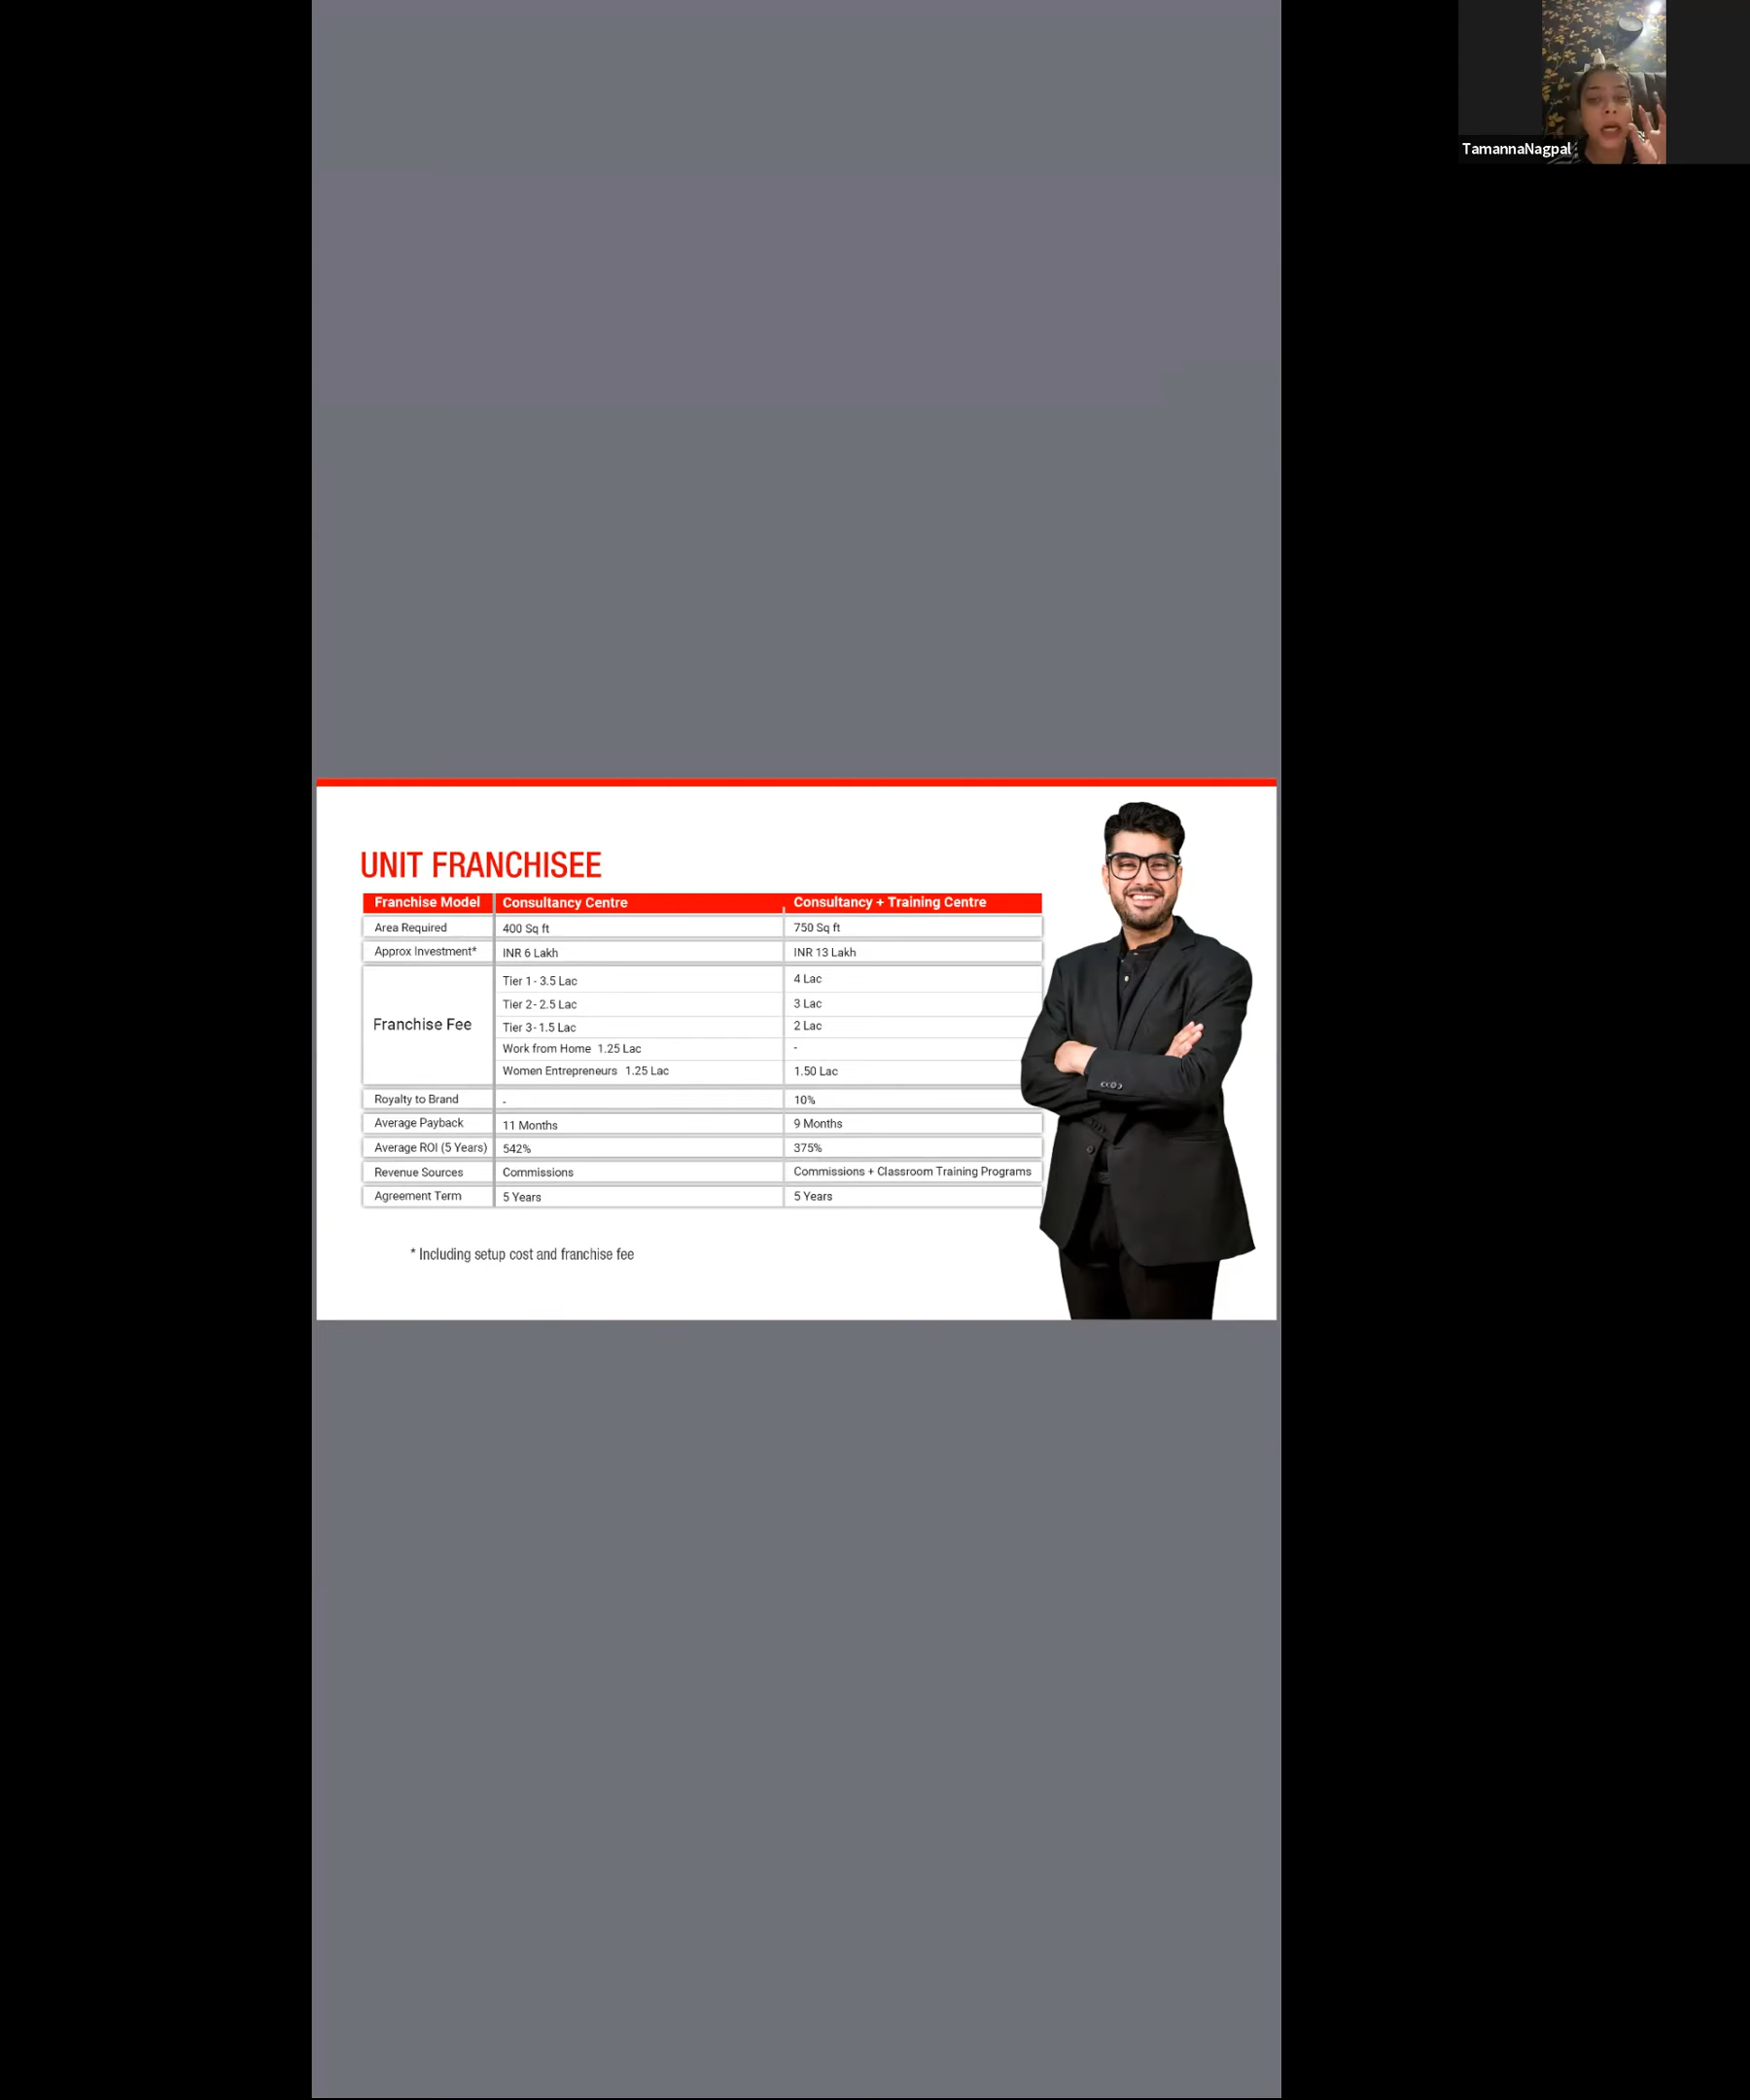 TamannaNagpal
UNIT FRANCHISEE
Franchise Model Consultancy Centre Consultancy + Training Centre
Area Required 400 Sq ft 750 Sq ft
Approx Investment* INR 6 Lakh INR 13 Lakh
Franchise Fee
Tier 1 - 3.5 Lac 4 Lac
Tier 2 - 2.5 Lac 3 Lac
Tier 3 - 1.5 Lac 2 Lac
Work from Home 1.25 Lac -
Women Entrepreneurs 1.25 Lac 1.50 Lac
Royalty to Brand - 10%
Average Payback 11 Months 9 Months
Average ROI (5 Years) 542% 375%
Revenue Sources Commissions Commissions + Classroom Training Programs
Agreement Term 5 Years 5 Years
* Including setup cost and franchise fee